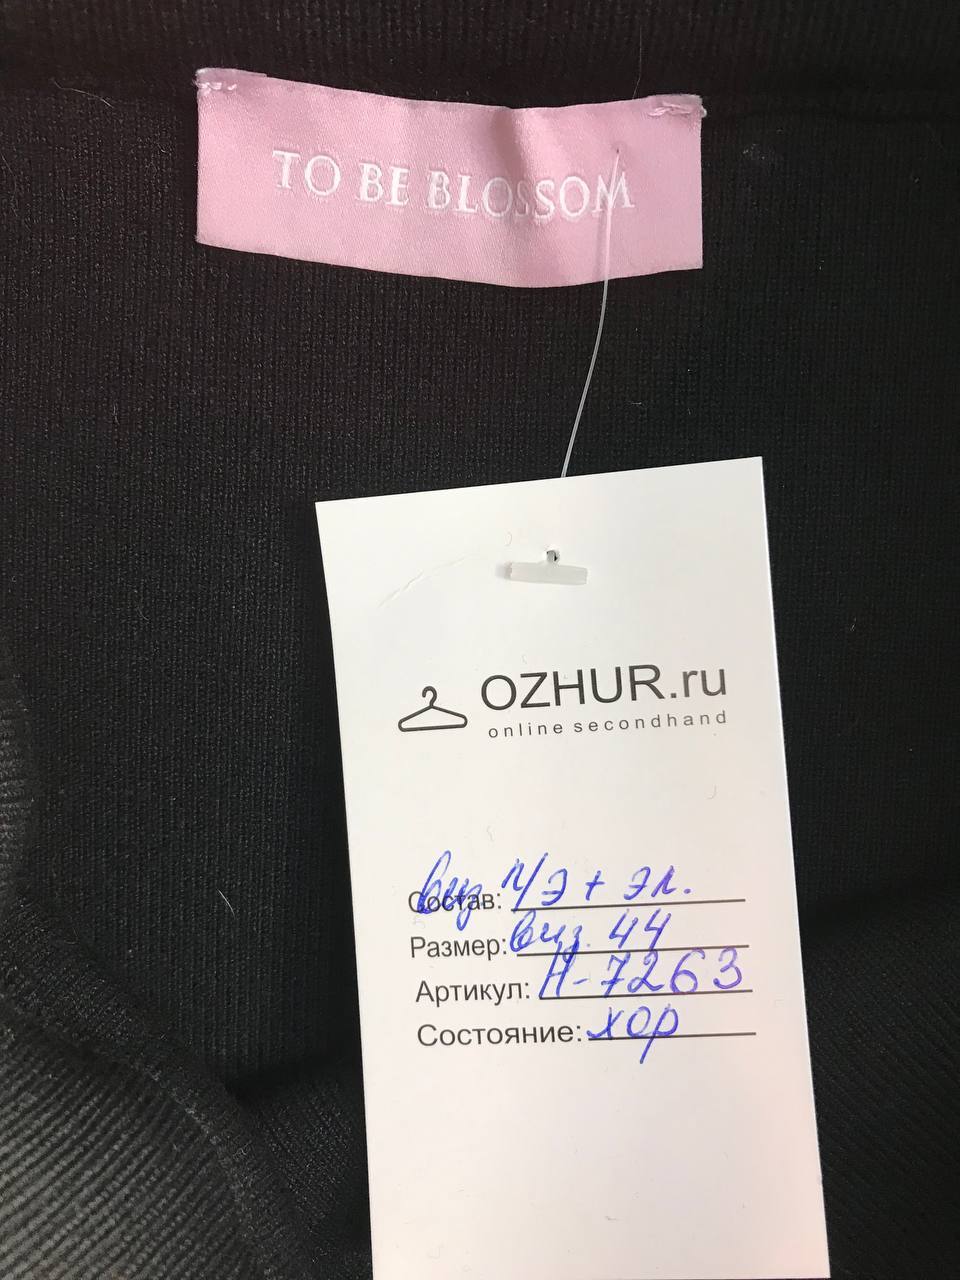 TO BE BLOSSOM
OZHUR.ru
online secondhand
Состав: виз п/э + эл.
Размер: виз. 44
Артикул: Н-7263
Состояние: хор